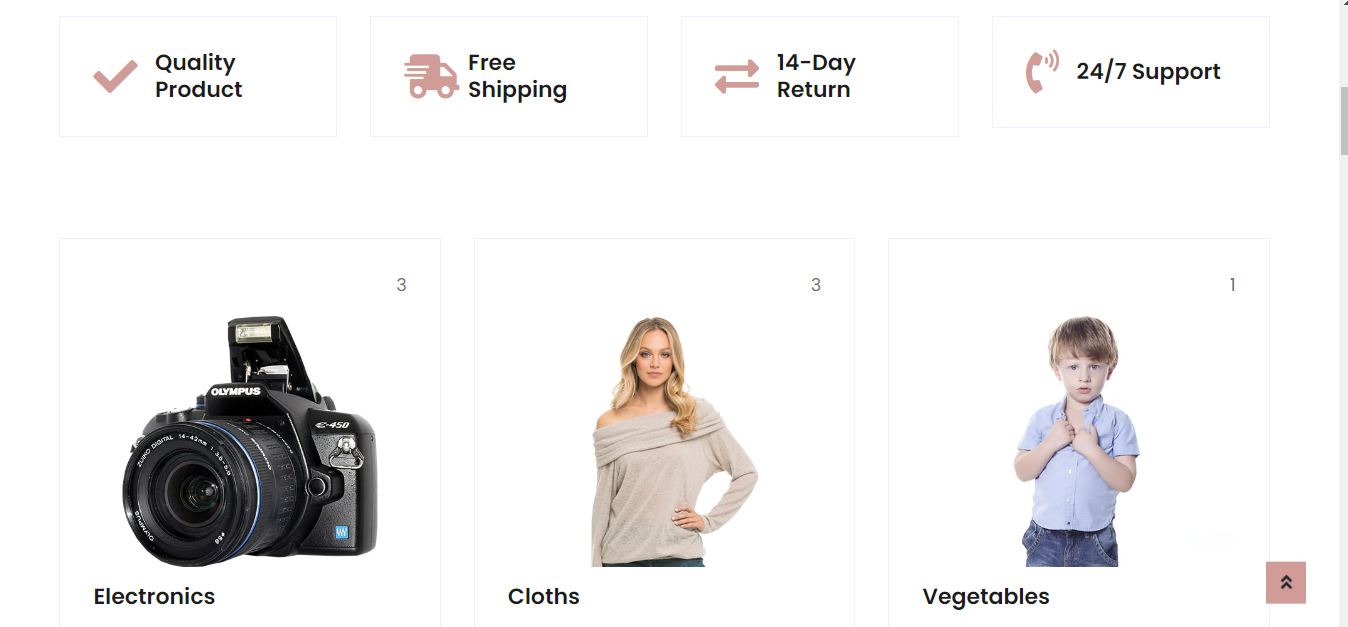 Quality
Product
Free
Shipping
14-Day
Return
24/7 Support
3
3
1
OLYMPUS
E-450
ZUIKO DIGITAL 14-42mm 1:3.5-5.6
OLYMPUS
Electronics
Cloths
Vegetables